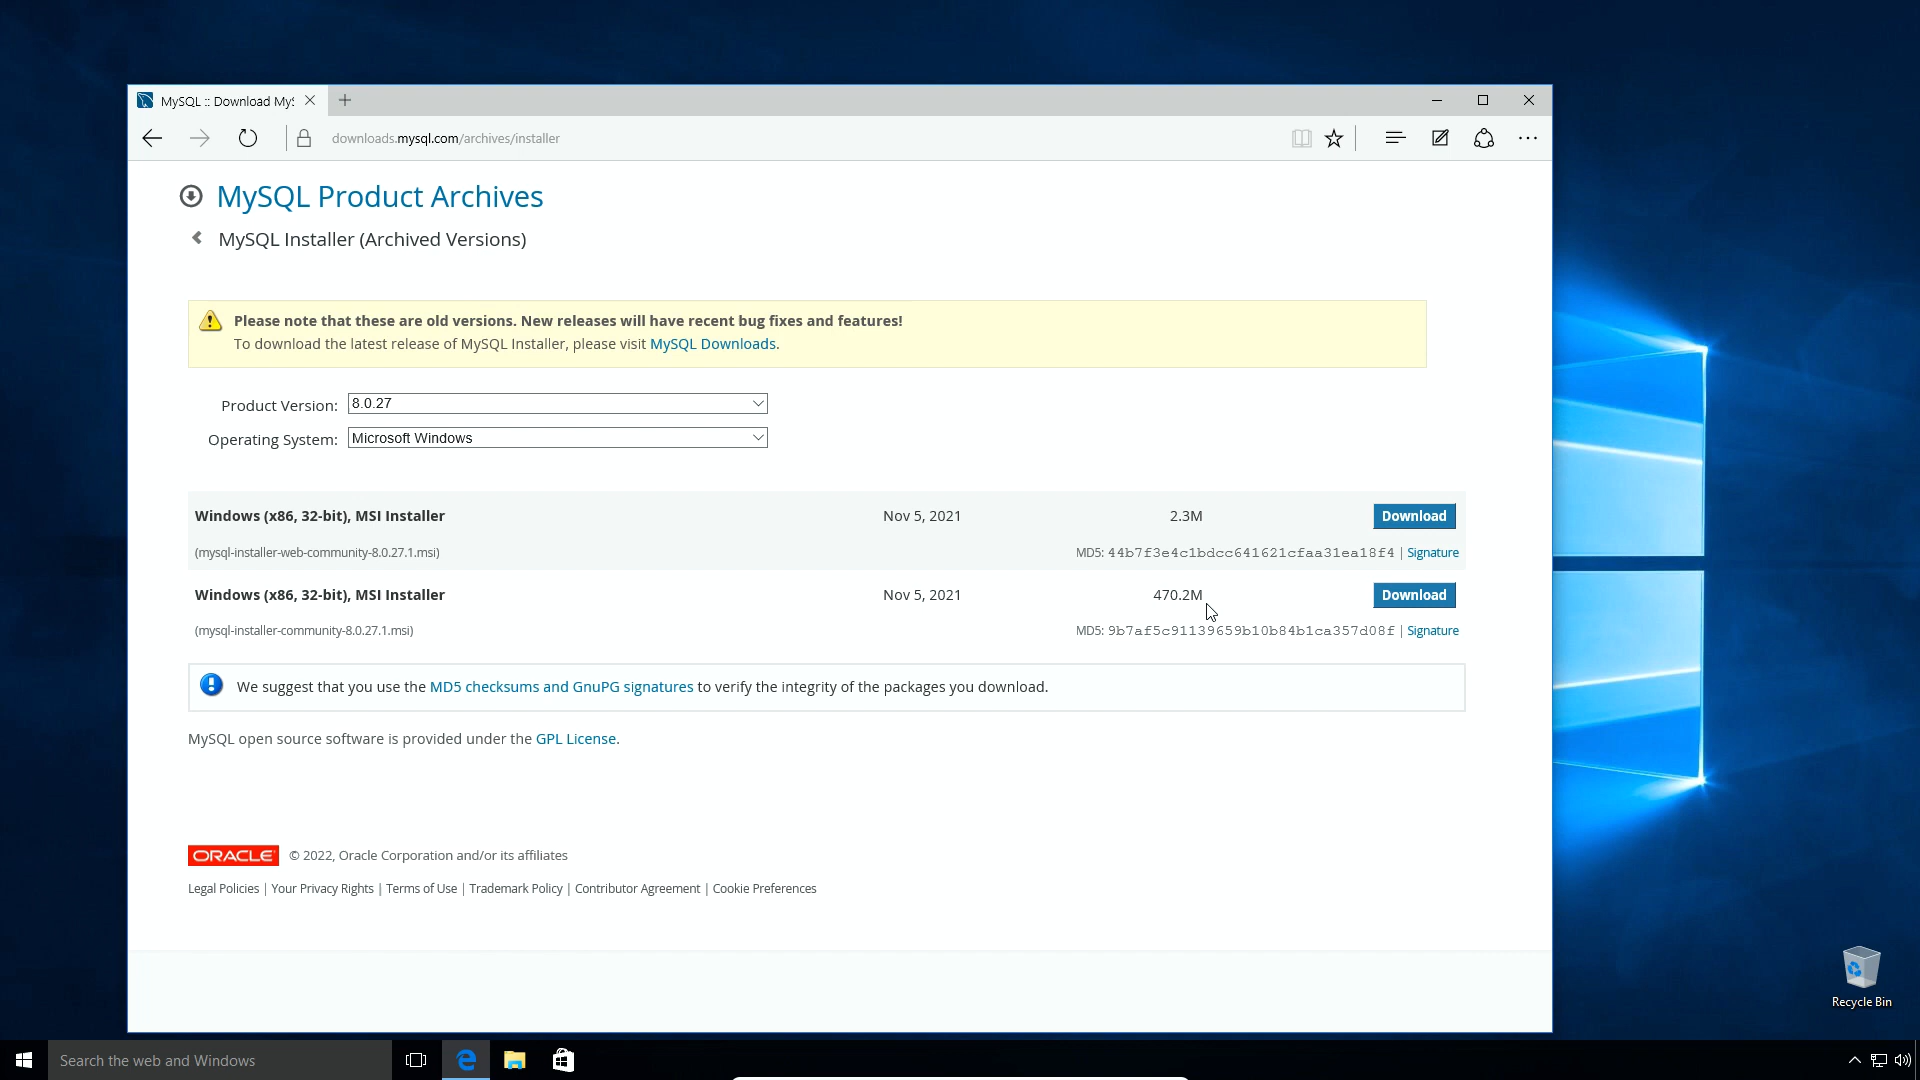 MySQL :: Download MyS
downloads.mysql.com/archives/installer
MySQL Product Archives
MySQL Installer (Archived Versions)
Please note that these are old versions. New releases will have recent bug fixes and features!
To download the latest release of MySQL Installer, please visit MySQL Downloads.
Product Version: 8.0.27
Operating System: Microsoft Windows
Windows (x86, 32-bit), MSI Installer Nov 5, 2021 2.3M Download
(mysql-installer-web-community-8.0.27.1.msi) MD5: 44b7f3e4c1bdcc641621cfaa31ea18f4 | Signature
Windows (x86, 32-bit), MSI Installer Nov 5, 2021 470.2M Download
(mysql-installer-community-8.0.27.1.msi) MD5: 9b7af5c91139659b10b84b1ca357d08f | Signature
We suggest that you use the MD5 checksums and GnuPG signatures to verify the integrity of the packages you download.
MySQL open source software is provided under the GPL License.
ORACLE © 2022, Oracle Corporation and/or its affiliates
Legal Policies | Your Privacy Rights | Terms of Use | Trademark Policy | Contributor Agreement | Cookie Preferences
Recycle Bin
Search the web and Windows